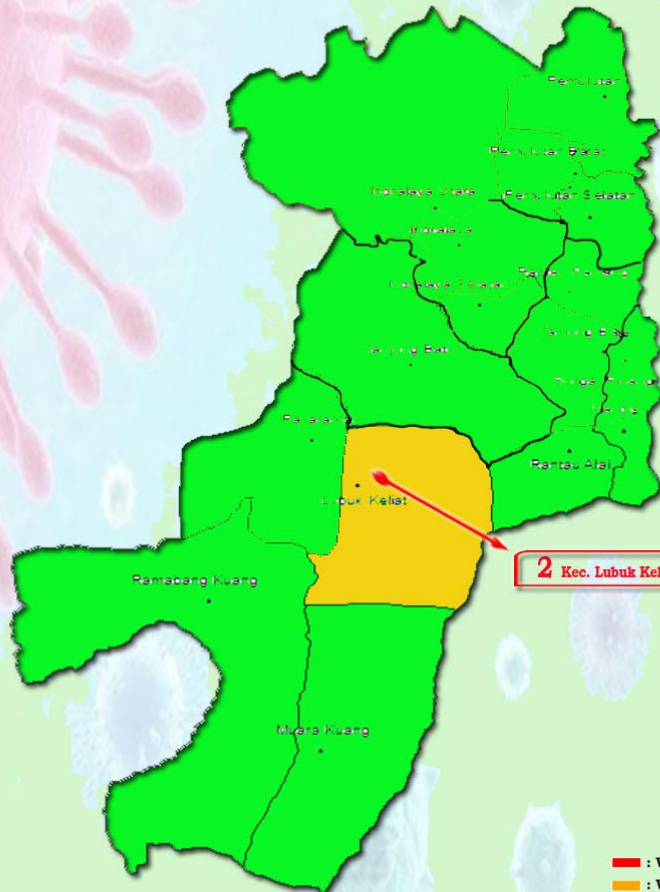 Pemulutan
Pemulutan Barat
Indralaya Utara
Pemulutan Selatan
Indralaya
Indralaya Selatan
Tanjung Batu
Rantau Alai
Lubuk Keliat
2 Kec. Lubuk Kel
Rambang Kuang
Muara Kuang
: V
: V